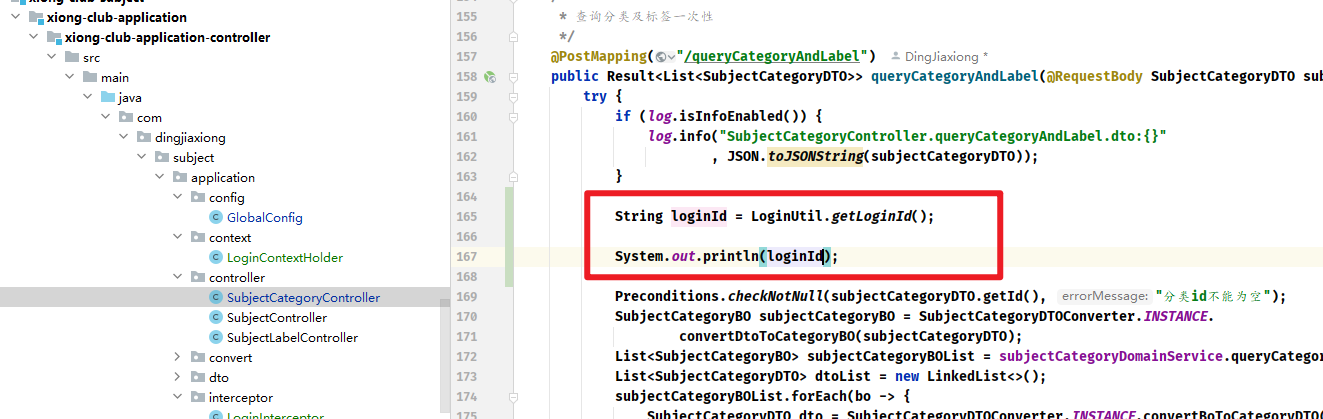 xiong-club-subject
xiong-club-application
xiong-club-application-controller
src
main
java
com
dingjiaxiong
subject
application
config
GlobalConfig
context
LoginContextHolder
controller
SubjectCategoryController
SubjectController
SubjectLabelController
convert
dto
interceptor
LoginInterceptor
154
155 * 查询分类及标签一次性
156 */
157 @PostMapping("/queryCategoryAndLabel") DingJiaxiong *
158 public Result<List<SubjectCategoryDTO>> queryCategoryAndLabel(@RequestBody SubjectCategoryDTO sub
159 try {
160 if (log.isInfoEnabled()) {
161 log.info("SubjectCategoryController.queryCategoryAndLabel.dto:{}"
162 , JSON.toJSONString(subjectCategoryDTO));
163 }
164
165 String loginId = LoginUtil.getLoginId();
166
167 System.out.println(loginId);
168
169 Preconditions.checkNotNull(subjectCategoryDTO.getId(), errorMessage: "分类id不能为空");
170 SubjectCategoryBO subjectCategoryBO = SubjectCategoryDTOConverter.INSTANCE.
171 convertDtoToCategoryBO(subjectCategoryDTO);
172 List<SubjectCategoryBO> subjectCategoryBOList = subjectCategoryDomainService.queryCategor
173 List<SubjectCategoryDTO> dtoList = new LinkedList<>();
174 subjectCategoryBOList.forEach(bo -> {
175 SubjectCategoryDTO dto = SubjectCategoryDTOConverter.INSTANCE.convertBoToCategoryDTO